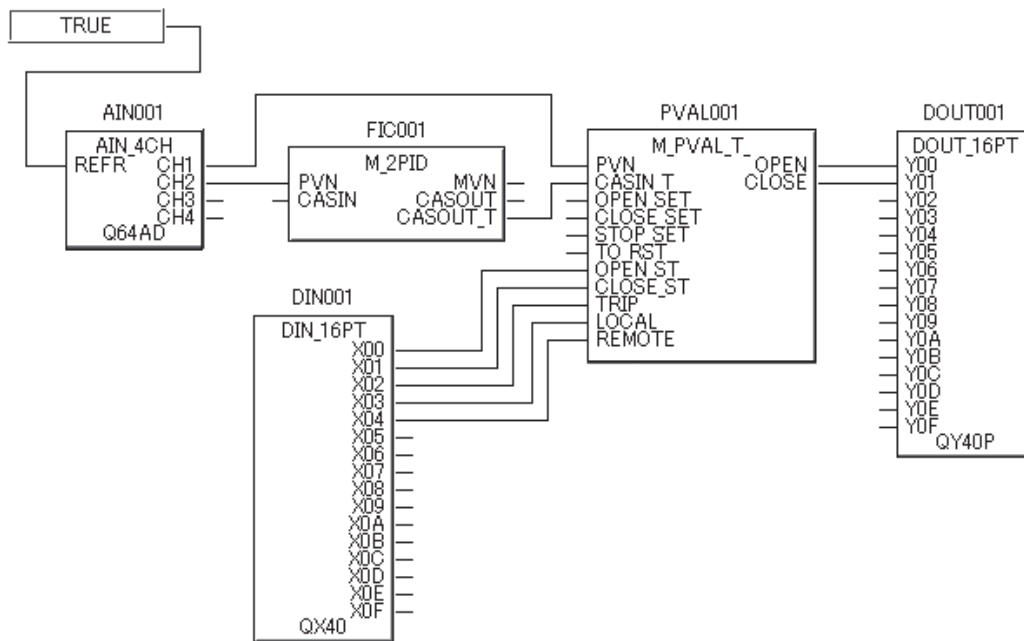 TRUE
AIN001
AIN_4CH
REFR CH1
CH2
CH3
CH4
Q64AD
FIC001
M_2PID
PVN MVN
CASIN CASOUT
CASOUT_T
PVAL001
M_PVAL_T_
PVN OPEN
CASIN_T CLOSE
OPEN_SET
CLOSE_SET
STOP_SET
TO_RST
OPEN_ST
CLOSE_ST
TRIP
LOCAL
REMOTE
DOUT001
DOUT_16PT
Y00
Y01
Y02
Y03
Y04
Y05
Y06
Y07
Y08
Y09
Y0A
Y0B
Y0C
Y0D
Y0E
Y0F
QY40P
DIN001
DIN_16PT
X00
X01
X02
X03
X04
X05
X06
X07
X08
X09
X0A
X0B
X0C
X0D
X0E
X0F
QX40